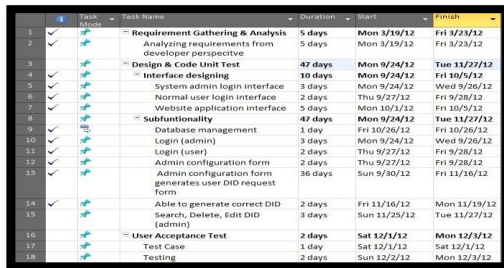 Task Mode Task Name Duration Start Finish
1 Requirement Gathering & Analysis 5 days Mon 3/19/12 Fri 3/23/12
2 Analyzing requirements from developer perspecitve 5 days Mon 3/19/12 Fri 3/23/12
3 Design & Code Unit Test 47 days Mon 9/24/12 Tue 11/27/12
4 Interface designing 10 days Mon 9/24/12 Fri 10/5/12
5 System admin login interface 3 days Mon 9/24/12 Wed 9/26/12
6 Normal user login interface 2 days Thu 9/27/12 Fri 9/28/12
7 Website application interface 5 days Mon 10/1/12 Fri 10/5/12
8 Subfuntionality 47 days Mon 9/24/12 Tue 11/27/12
9 Database management 1 day Fri 10/26/12 Fri 10/26/12
10 Login (admin) 3 days Mon 9/24/12 Wed 9/26/12
11 Login (user) 2 days Thu 9/27/12 Fri 9/28/12
12 Admin configuration form 2 days Thu 9/27/12 Fri 9/28/12
13 Admin configuration form generates user DID request form 36 days Sun 9/30/12 Fri 11/16/12
14 Able to generate correct DID 2 days Fri 11/16/12 Mon 11/19/12
15 Search, Delete, Edit DID (admin) 3 days Sun 11/25/12 Tue 11/27/12
16 User Acceptance Test 2 days Sat 12/1/12 Mon 12/3/12
17 Test Case 1 day Sat 12/1/12 Sat 12/1/12
18 Testing 2 days Sun 12/2/12 Mon 12/3/12